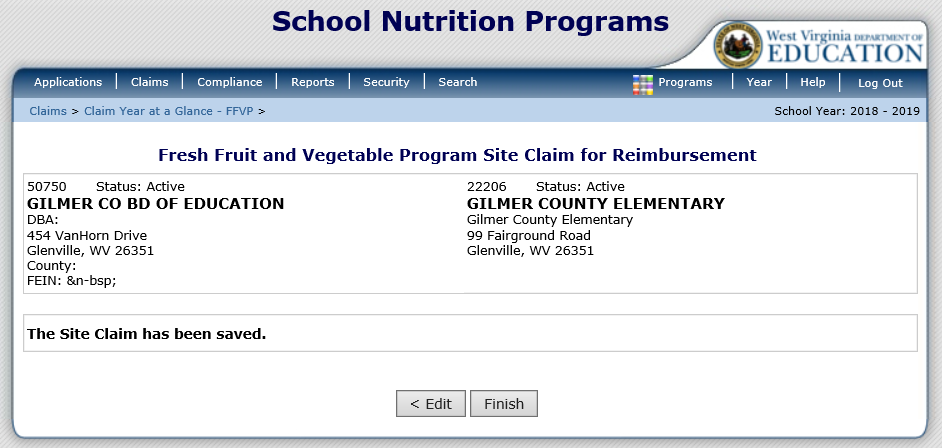 School Nutrition Programs
West Virginia DEPARTMENT OF
EDUCATION
Applications Claims Compliance Reports Security Search Programs Year Help Log Out
Claims > Claim Year at a Glance - FFVP > School Year: 2018 - 2019
Fresh Fruit and Vegetable Program Site Claim for Reimbursement
50750 Status: Active
GILMER CO BD OF EDUCATION
DBA:
454 VanHorn Drive
Glenville, WV 26351
County:
FEIN: &n-bsp;
22206 Status: Active
GILMER COUNTY ELEMENTARY
Gilmer County Elementary
99 Fairground Road
Glenville, WV 26351
The Site Claim has been saved.
< Edit Finish